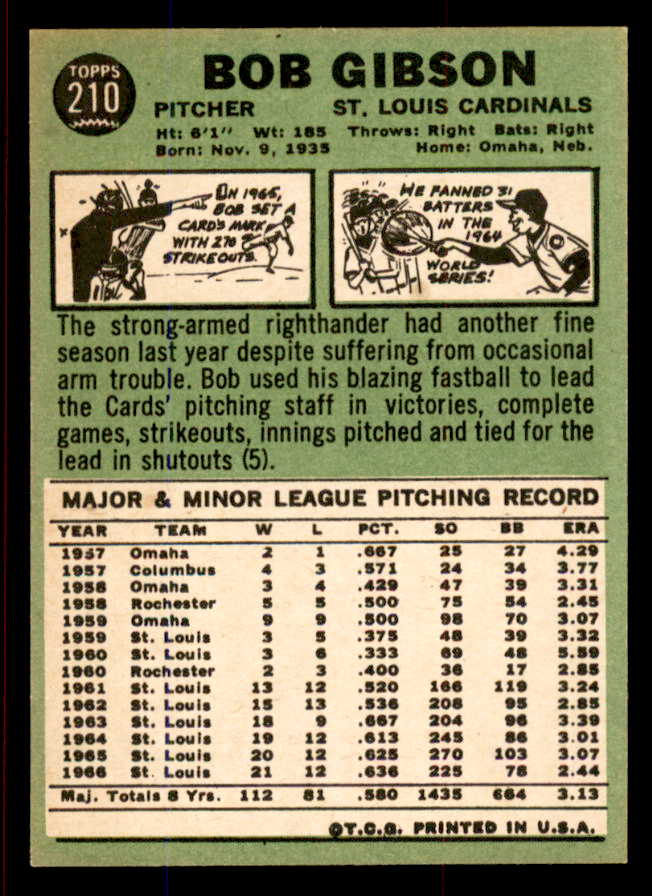 TOPPS
210
BOB GIBSON
PITCHER ST. LOUIS CARDINALS
Ht: 6'1" Wt: 185 Throws: Right Bats: Right
Born: Nov. 9, 1935 Home: Omaha, Neb.
IN 1965,
BOB SET A
CARD'S MARK
WITH 270
STRIKEOUTS.
HE FANNED 31
BATTERS
IN THE
1964
WORLD
SERIES!
The strong-armed righthander had another fine
season last year despite suffering from occasional
arm trouble. Bob used his blazing fastball to lead
the Cards' pitching staff in victories, complete
games, strikeouts, innings pitched and tied for the
lead in shutouts (5).
MAJOR & MINOR LEAGUE PITCHING RECORD
YEAR TEAM W L PCT. SO BB ERA
1957 Omaha 2 1 .667 25 27 4.29
1957 Columbus 4 3 .571 24 34 3.77
1958 Omaha 3 4 .429 47 39 3.31
1958 Rochester 5 5 .500 75 54 2.45
1959 Omaha 9 9 .500 98 70 3.07
1959 St. Louis 3 5 .375 48 39 3.32
1960 St. Louis 3 6 .333 69 48 5.59
1960 Rochester 2 3 .400 36 17 2.85
1961 St. Louis 13 12 .520 166 119 3.24
1962 St. Louis 15 13 .536 208 95 2.85
1963 St. Louis 18 9 .667 204 96 3.39
1964 St. Louis 19 12 .613 245 86 3.01
1965 St. Louis 20 12 .625 270 103 3.07
1966 St. Louis 21 12 .636 225 78 2.44
Maj. Totals 8 Yrs. 112 81 .580 1435 664 3.13
©T.C.G. PRINTED IN U.S.A.